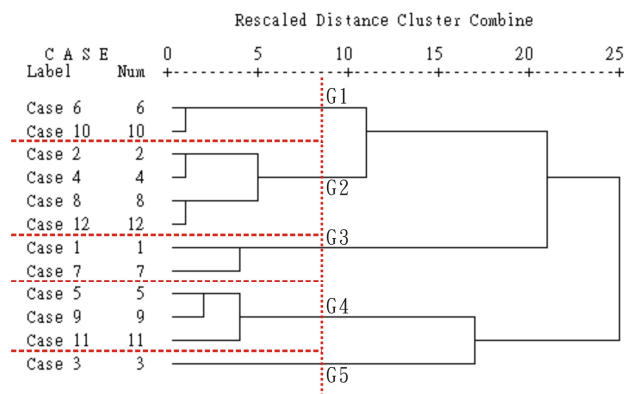 Rescaled Distance Cluster Combine
C A S E 0 5 10 15 20 25
Label Num
G1
Case 6 6
Case 10 10
Case 2 2
Case 4 4
G2
Case 8 8
Case 12 12
G3
Case 1 1
Case 7 7
Case 5 5
G4
Case 9 9
Case 11 11
Case 3 3
G5